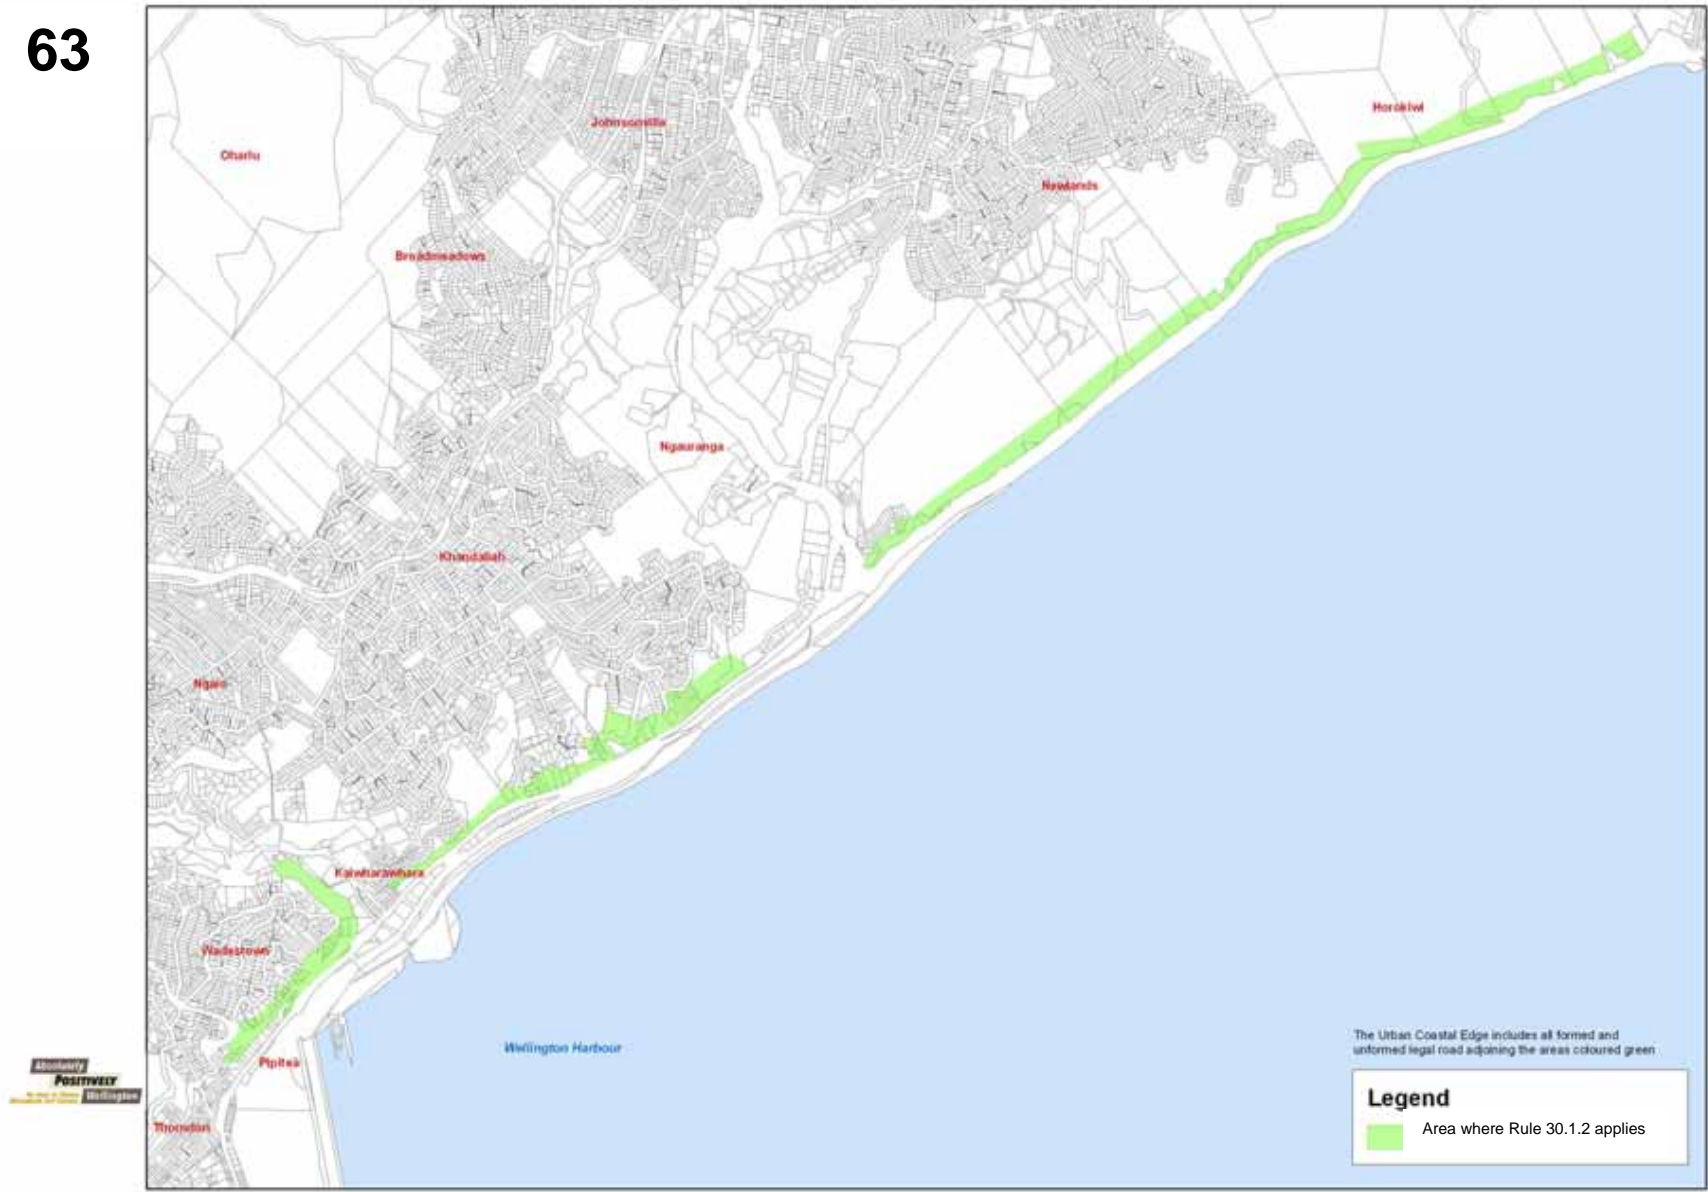 63
Horokiwi
Johnsonville
Ohariu
Newlands
Broadmeadows
Ngauranga
Khandallah
Ngaio
Kaiwharawhara
Wadestown
Wellington Harbour
Pipitea
Thorndon
The Urban Coastal Edge includes all formed and
unformed legal road adjoining the areas coloured green
Legend
Area where Rule 30.1.2 applies
Absolutely
POSITIVELY
Wellington